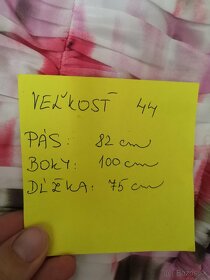 VEĽKOSŤ 44
PÁS: 82 cm
BOKY: 100 cm
DĹŽKA: 75 cm